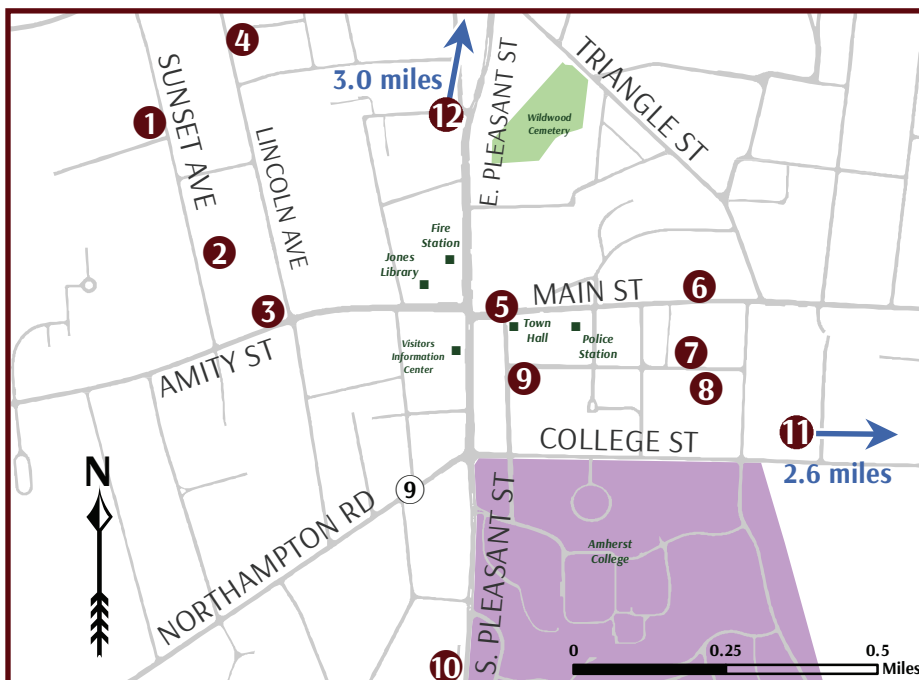 4
3.0 miles
12
E. PLEASANT ST
TRIANGLE ST
SUNSET AVE
1
LINCOLN AVE
Wildwood
Cemetery
2
Fire
Station
Jones
Library
3
5
MAIN ST
6
AMITY ST
Visitors
Information
Center
Town
Hall
Police
Station
7
9
8
COLLEGE ST
11
2.6 miles
N
9
NORTHAMPTON RD
S. PLEASANT ST
Amherst
College
10
0
0.25
0.5
Miles